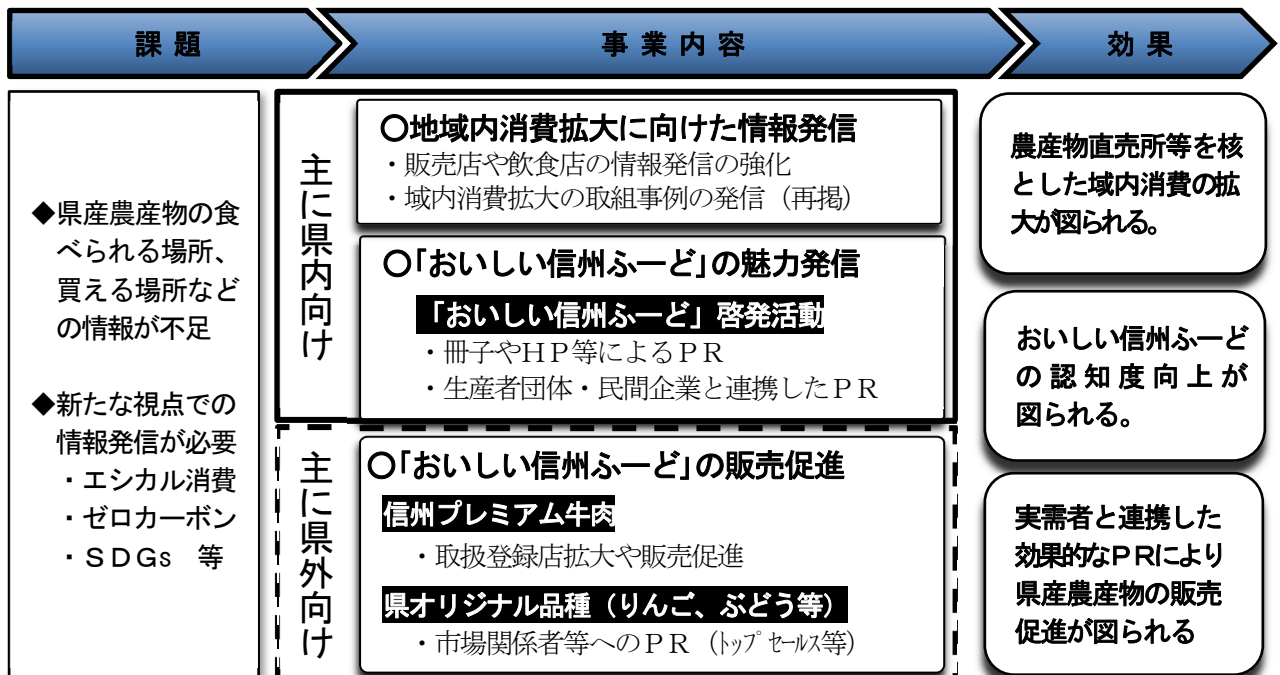 課 題
事 業 内 容
効 果
◆県産農産物の食
べられる場所、
買える場所など
の情報が不足
◆新たな視点での
情報発信が必要
・エシカル消費
・ゼロカーボン
・ＳＤＧｓ 等
主に県内向け
〇地域内消費拡大に向けた情報発信
・販売店や飲食店の情報発信の強化
・域内消費拡大の取組事例の発信（再掲）
〇「おいしい信州ふーど」の魅力発信
「おいしい信州ふーど」啓発活動
・冊子やＨＰ等によるＰＲ
・生産者団体・民間企業と連携したＰＲ
主に県外向け
〇「おいしい信州ふーど」の販売促進
信州プレミアム牛肉
・取扱登録店拡大や販売促進
県オリジナル品種（りんご、ぶどう等）
・市場関係者等へのＰＲ（ﾄｯﾌﾟｾｰﾙｽ等）
農産物直売所等を核
とした域内消費の拡
大が図られる。
おいしい信州ふーど
の認知度向上が
図られる。
実需者と連携した
効果的なＰＲにより
県産農産物の販売
促進が図られる